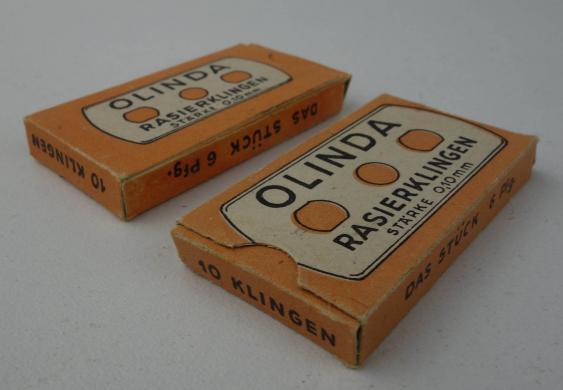 OLINDA
RASIERKLINGEN
STÄRKE 0,10mm
DAS STÜCK 6 Pfg.
10 KLINGEN
OLINDA
RASIERKLINGEN
STÄRKE 0,10mm
DAS STÜCK 6 Pfg.
10 KLINGEN